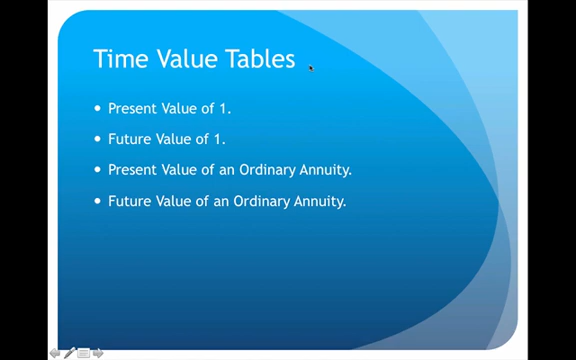 Time Value Tables
Present Value of 1.
Future Value of 1.
Present Value of an Ordinary Annuity.
Future Value of an Ordinary Annuity.